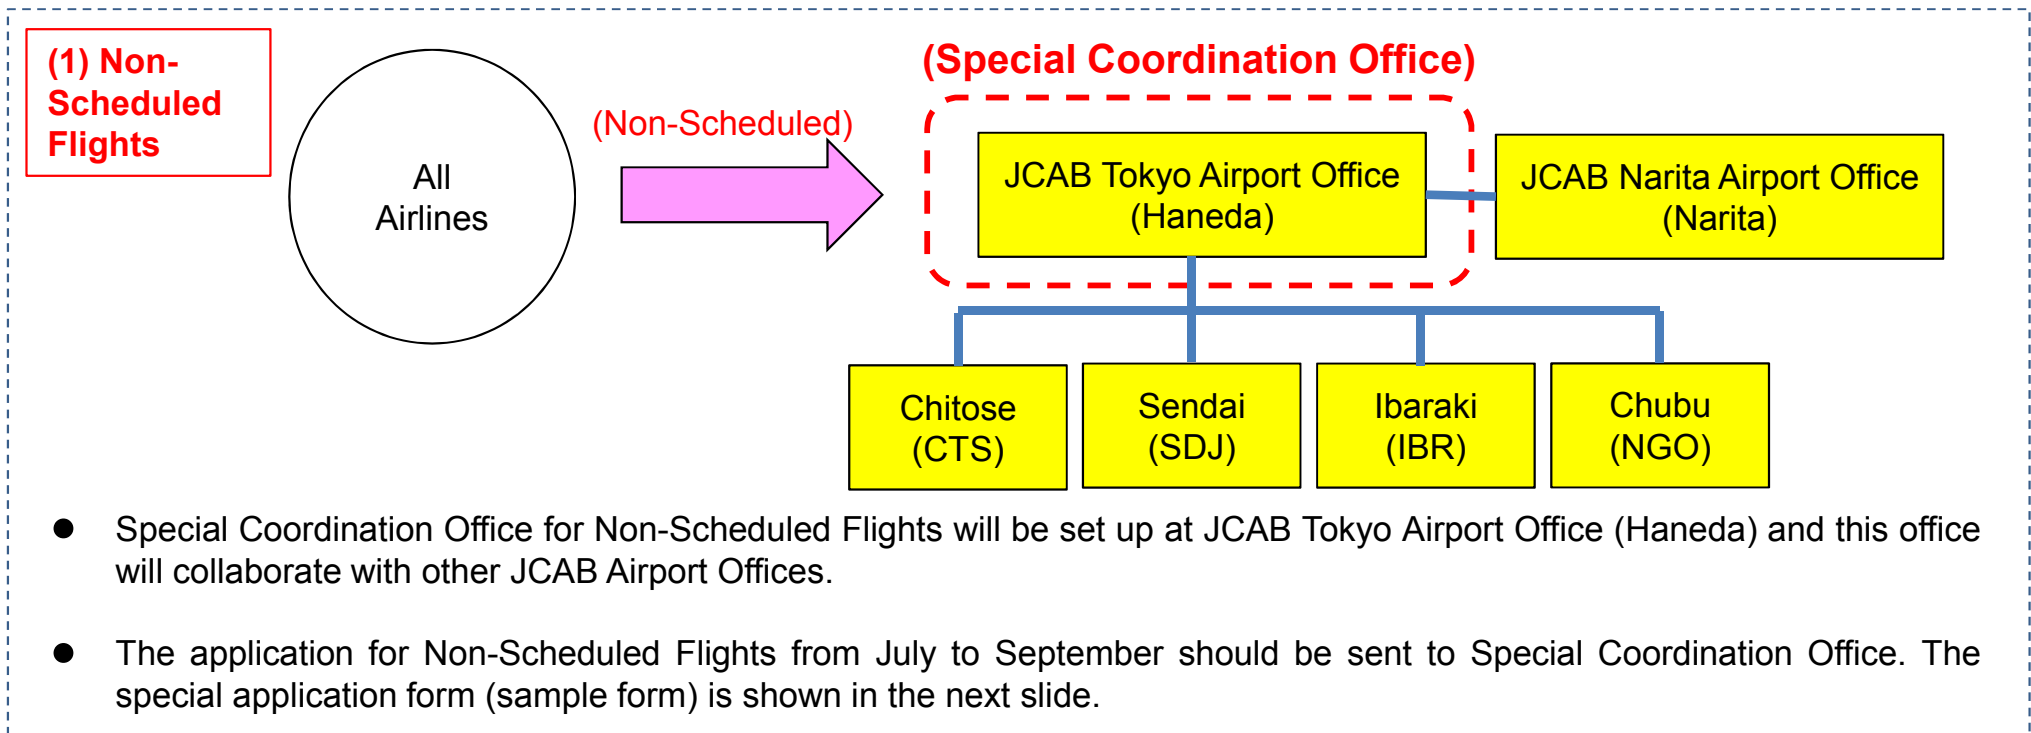 (1) Non-
Scheduled
Flights
All
Airlines
(Non-Scheduled)
(Special Coordination Office)
JCAB Tokyo Airport Office
(Haneda)
JCAB Narita Airport Office
(Narita)
Chitose
(CTS)
Sendai
(SDJ)
Ibaraki
(IBR)
Chubu
(NGO)
● Special Coordination Office for Non-Scheduled Flights will be set up at JCAB Tokyo Airport Office (Haneda) and this office
will collaborate with other JCAB Airport Offices.
● The application for Non-Scheduled Flights from July to September should be sent to Special Coordination Office. The
special application form (sample form) is shown in the next slide.